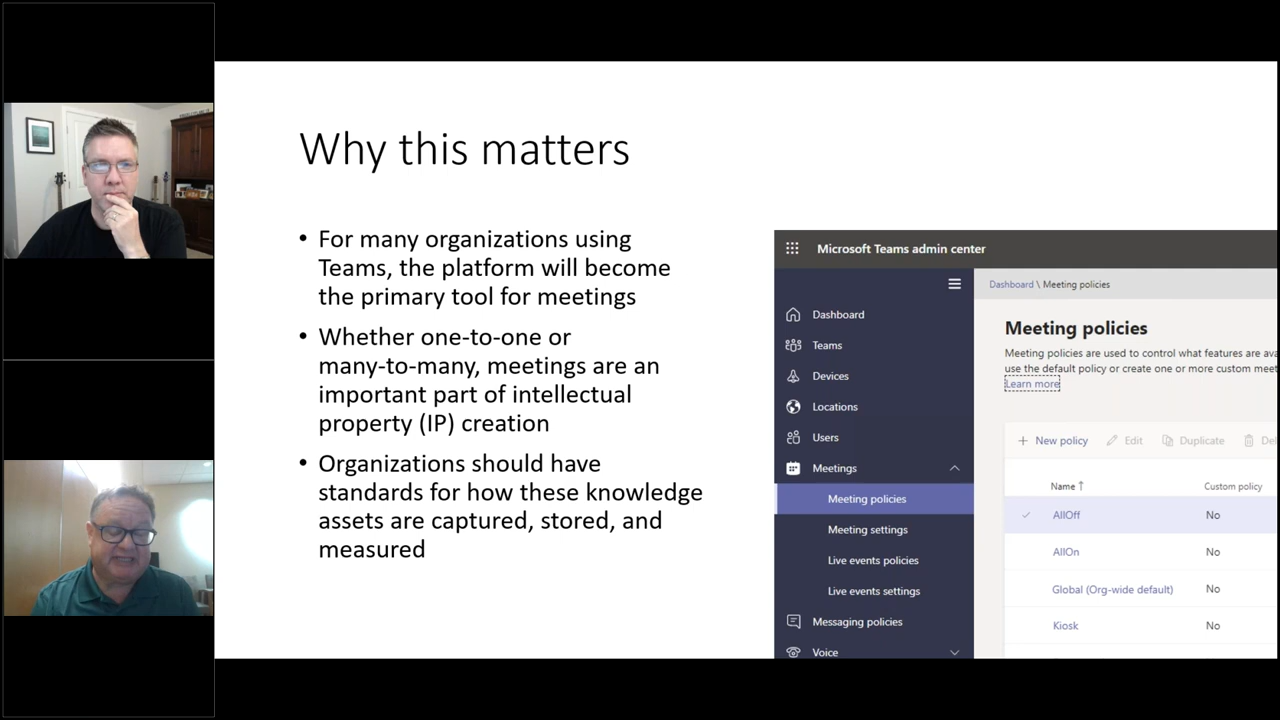 Why this matters
• For many organizations using
Teams, the platform will become
the primary tool for meetings
• Whether one-to-one or
many-to-many, meetings are an
important part of intellectual
property (IP) creation
• Organizations should have
standards for how these knowledge
assets are captured, stored, and
measured
Microsoft Teams admin center
Dashboard
Teams
Devices
Locations
Users
Meetings
Meeting policies
Meeting settings
Live events policies
Live events settings
Messaging policies
Voice
Dashboard \ Meeting policies
Meeting policies
Meeting policies are used to control what features are ava
use the default policy or create one or more custom meet
Learn more
+ New policy Edit Duplicate Del
Name ↑ Custom policy
AllOff No
AllOn No
Global (Org-wide default) No
Kiosk No